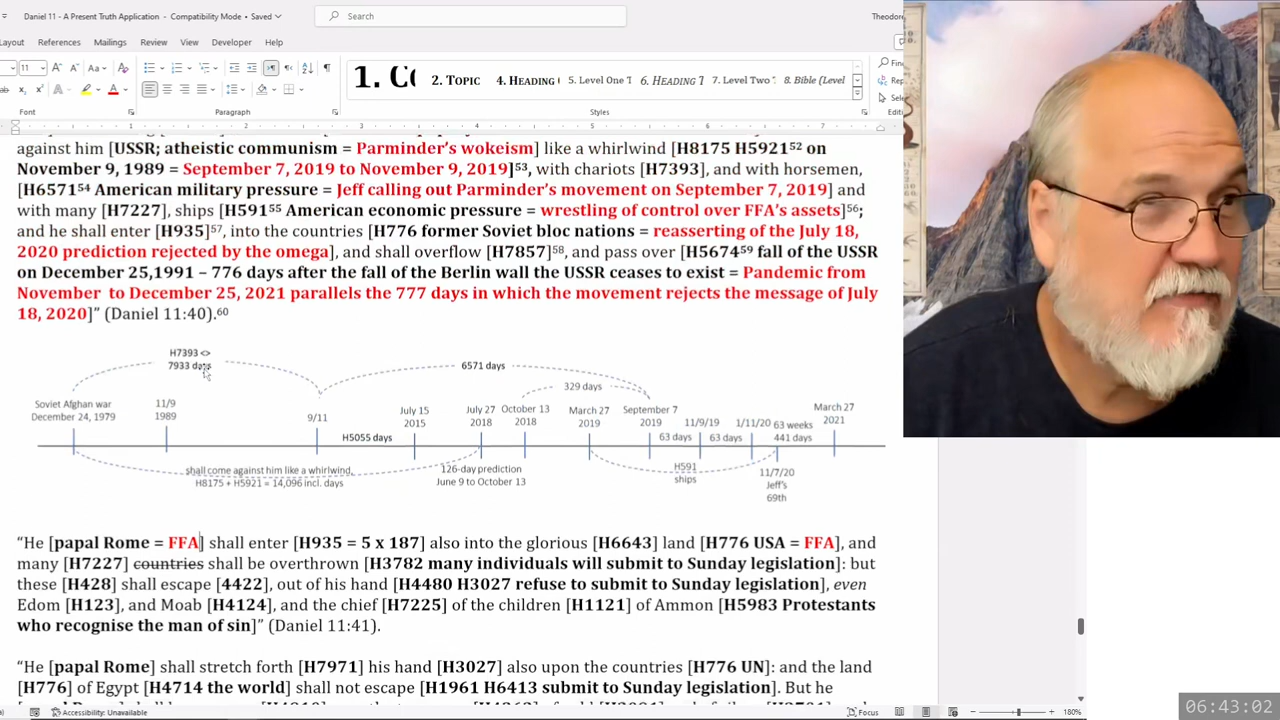 Daniel 11 - A Present Truth Application - Compatibility Mode • Saved
Search
Theodore
Layout References Mailings Review View Developer Help
11
Aa
1. Co 2. TOPIC 4. HEADING 5. Level One 'I 6. HEADING T 7. Level Two ' 8. Bible (Level
Font Paragraph Styles
against him [USSR; atheistic communism = Parminder's wokeism] like a whirlwind [H8175 H5921⁵² on
November 9, 1989 = September 7, 2019 to November 9, 2019]⁵³, with chariots [H7393], and with horsemen,
[H6571⁵⁴ American military pressure = Jeff calling out Parminder's movement on September 7, 2019] and
with many [H7227], ships [H591⁵⁵ American economic pressure = wrestling of control over FFA's assets]⁵⁶;
and he shall enter [H935]⁵⁷, into the countries [H776 former Soviet bloc nations = reasserting of the July 18,
2020 prediction rejected by the omega], and shall overflow [H7857]⁵⁸, and pass over [H5674⁵⁹ fall of the USSR
on December 25,1991 – 776 days after the fall of the Berlin wall the USSR ceases to exist = Pandemic from
November to December 25, 2021 parallels the 777 days in which the movement rejects the message of July
18, 2020]" (Daniel 11:40).⁶⁰
H7393 <>
7933 days
6571 days
329 days
Soviet Afghan war
December 24, 1979
11/9
1989
9/11
H5055 days
July 15
2015
July 27
2018
October 13
2018
March 27
2019
September 7
2019
63 days
11/9/19
63 days
1/11/20
63 weeks
441 days
March 27
2021
shall come against him like a whirlwind,
H8175 + H5921 = 14,096 incl. days
126-day prediction
June 9 to October 13
H591
ships
11/7/20
Jeff's
69th
"He [papal Rome = FFA] shall enter [H935 = 5 x 187] also into the glorious [H6643] land [H776 USA = FFA], and
many [H7227] countries shall be overthrown [H3782 many individuals will submit to Sunday legislation]: but
these [H428] shall escape [4422], out of his hand [H4480 H3027 refuse to submit to Sunday legislation], even
Edom [H123], and Moab [H4124], and the chief [H7225] of the children [H1121] of Ammon [H5983 Protestants
who recognise the man of sin]" (Daniel 11:41).
"He [papal Rome] shall stretch forth [H7971] his hand [H3027] also upon the countries [H776 UN]: and the land
[H776] of Egypt [H4714 the world] shall not escape [H1961 H6413 submit to Sunday legislation]. But he
Accessibility: Unavailable
Focus
180%
06:43:02